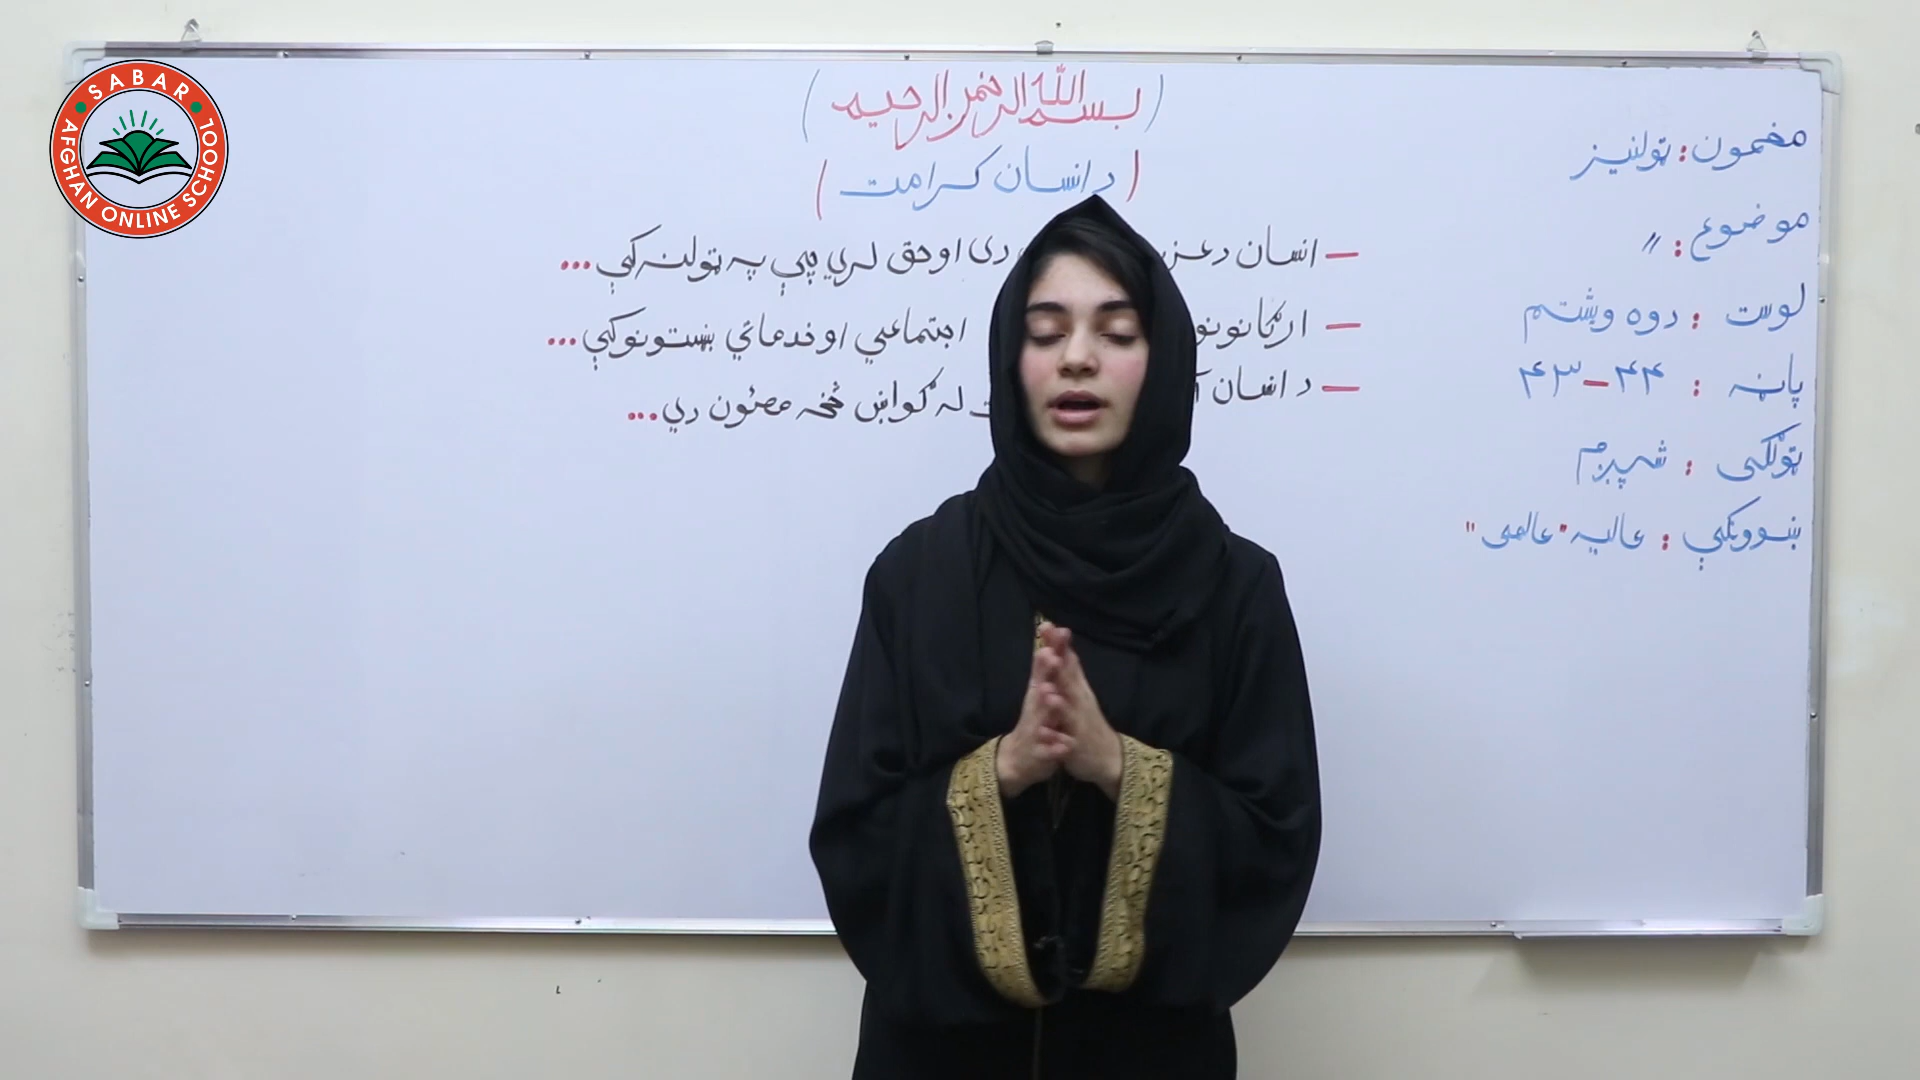 SABAR
AFGHAN ONLINE SCHOOL
(بسم الله الرحمن الرحيم)
(د انسان کرامت)
— انسان د عز دی او حق لري چې په ټولنه کې...
— ارګانونو اجتماعي او خدماتي بنسټونو کې...
— د انسان له ګواښ څخه مصئون دي...
مضمون: ټولنیز
موضوع: "
لوست: دوه ویشتم
پاڼه: ۴۴-۴۳
ټولګی: شپږم
ښوونکې: عالیه "عالمی"